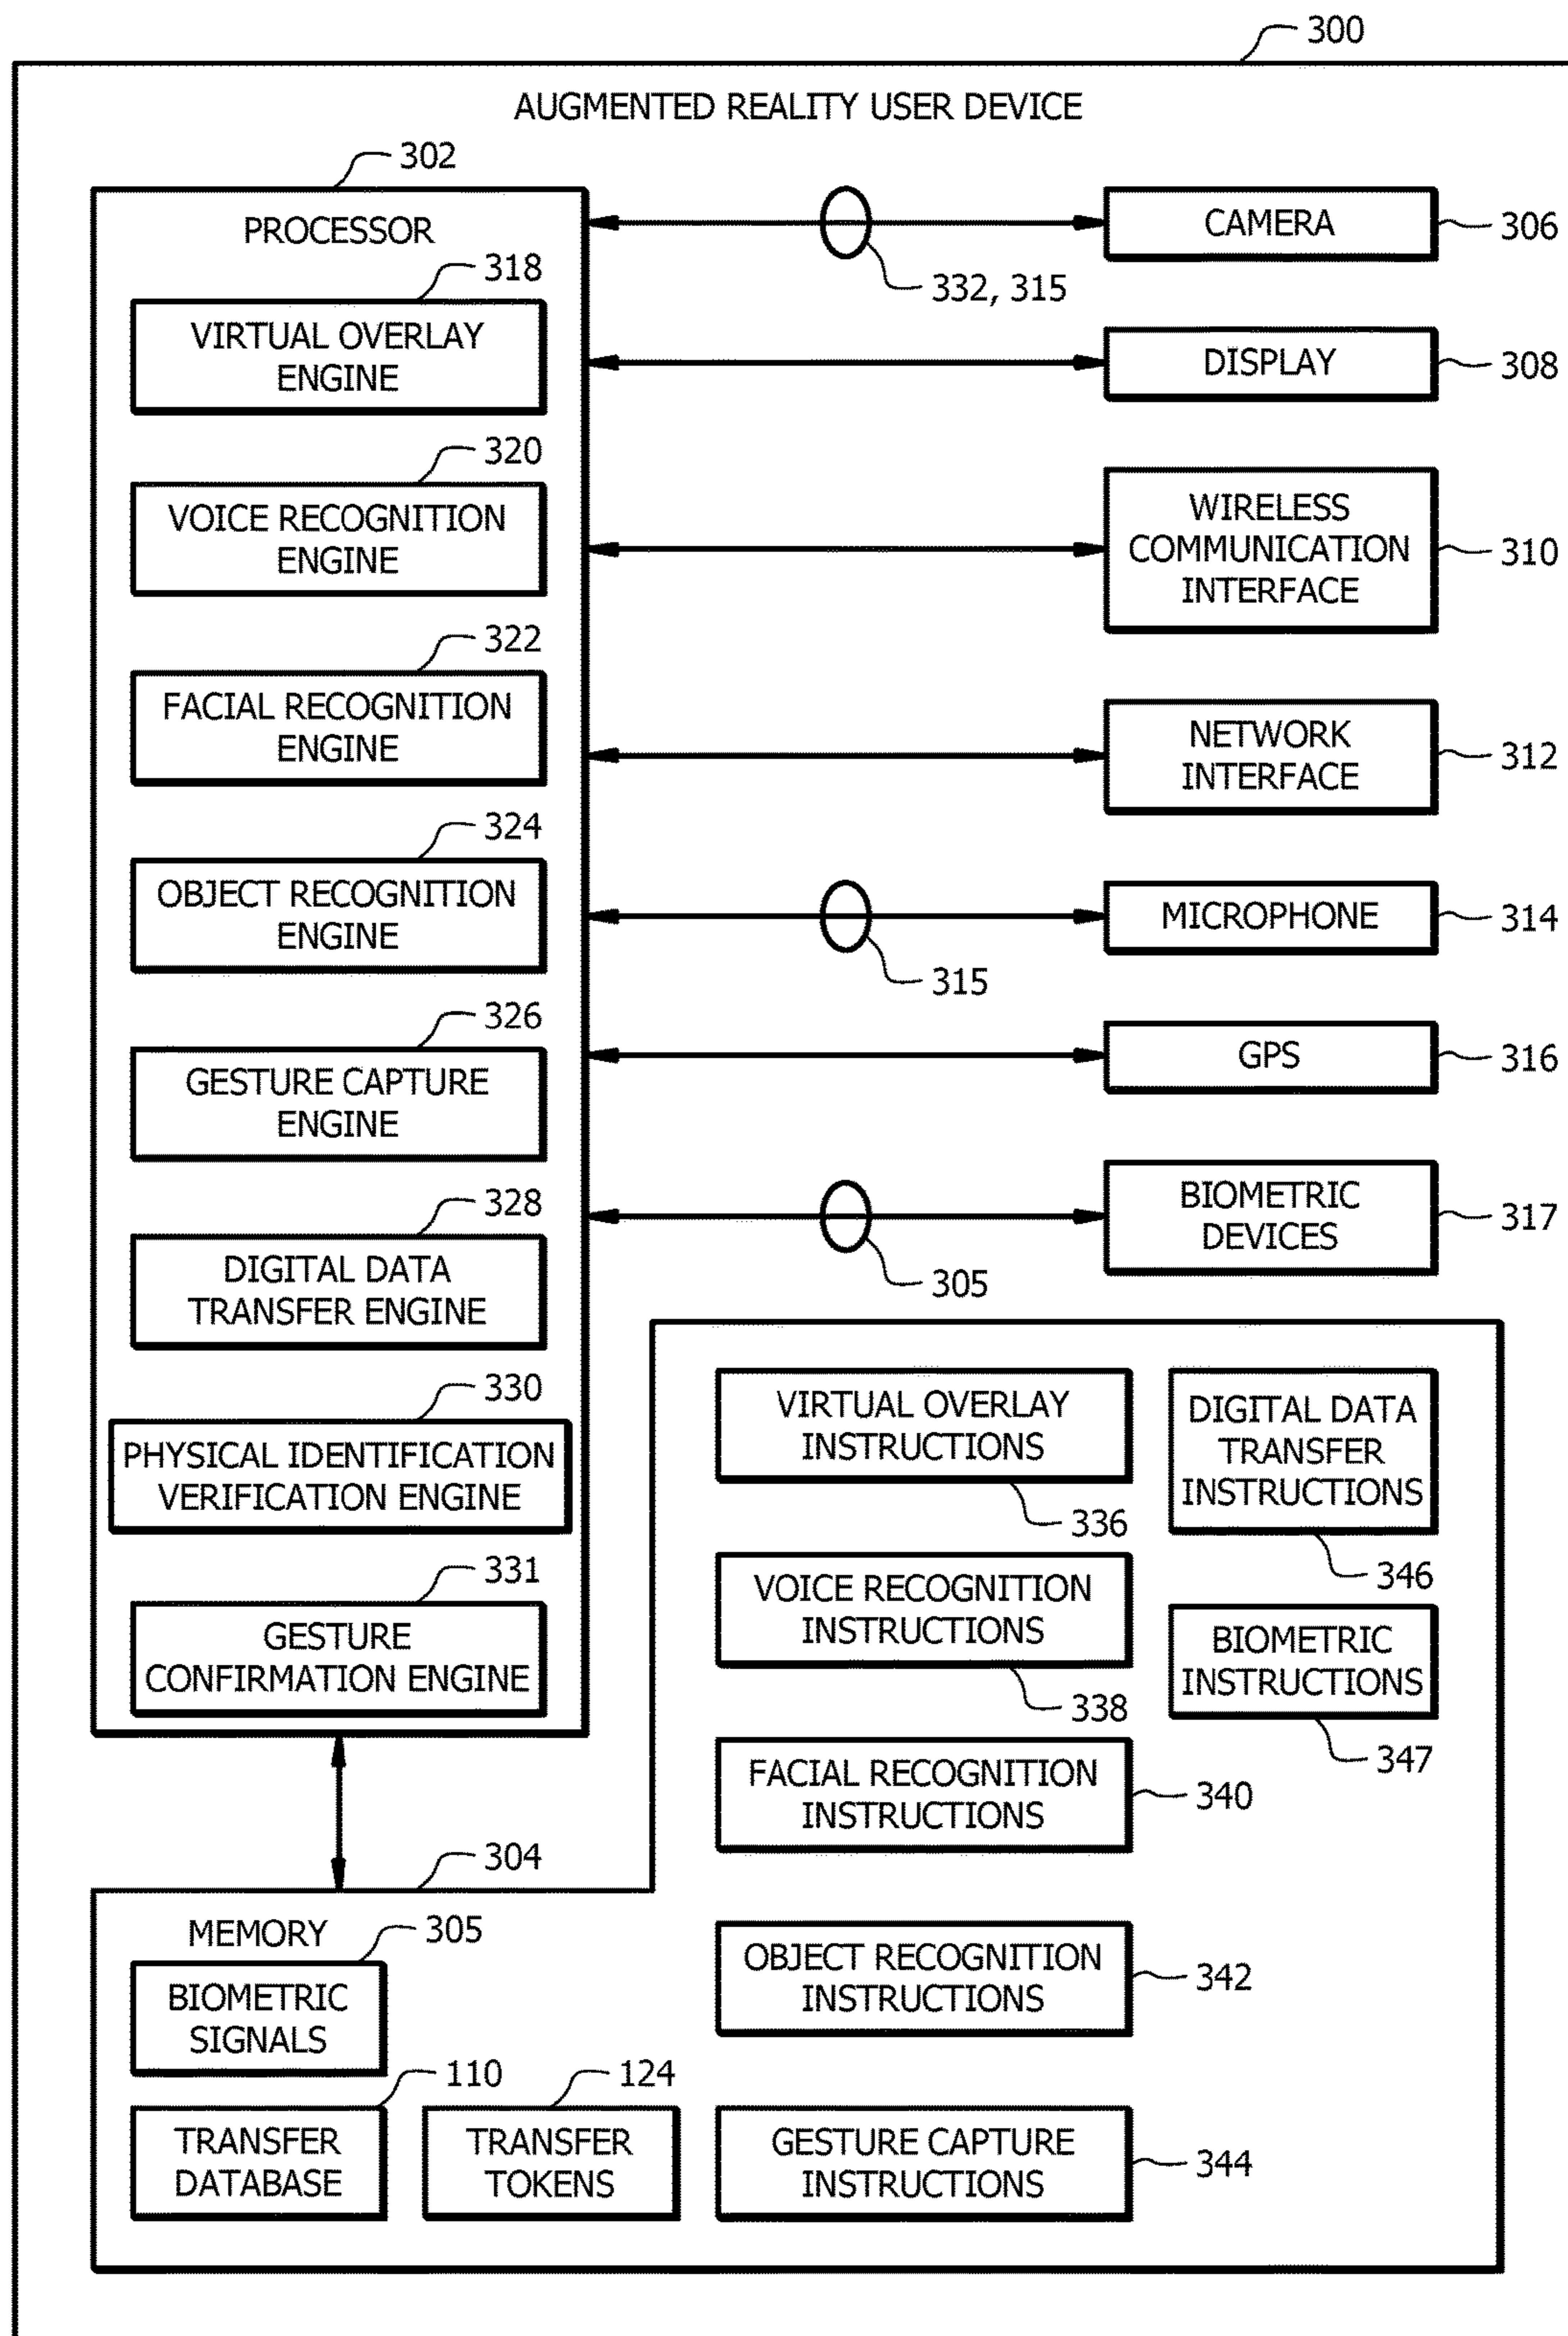 300
AUGMENTED REALITY USER DEVICE
302
PROCESSOR
318
VIRTUAL OVERLAY
ENGINE
320
VOICE RECOGNITION
ENGINE
322
FACIAL RECOGNITION
ENGINE
324
OBJECT RECOGNITION
ENGINE
326
GESTURE CAPTURE
ENGINE
328
DIGITAL DATA
TRANSFER ENGINE
330
PHYSICAL IDENTIFICATION
VERIFICATION ENGINE
331
GESTURE
CONFIRMATION ENGINE
CAMERA
306
332, 315
DISPLAY
308
WIRELESS
COMMUNICATION
INTERFACE
310
NETWORK
INTERFACE
312
MICROPHONE
314
315
GPS
316
BIOMETRIC
DEVICES
317
305
304
MEMORY
305
BIOMETRIC
SIGNALS
110
TRANSFER
DATABASE
124
TRANSFER
TOKENS
VIRTUAL OVERLAY
INSTRUCTIONS
336
VOICE RECOGNITION
INSTRUCTIONS
338
FACIAL RECOGNITION
INSTRUCTIONS
340
OBJECT RECOGNITION
INSTRUCTIONS
342
GESTURE CAPTURE
INSTRUCTIONS
344
DIGITAL DATA
TRANSFER
INSTRUCTIONS
346
BIOMETRIC
INSTRUCTIONS
347